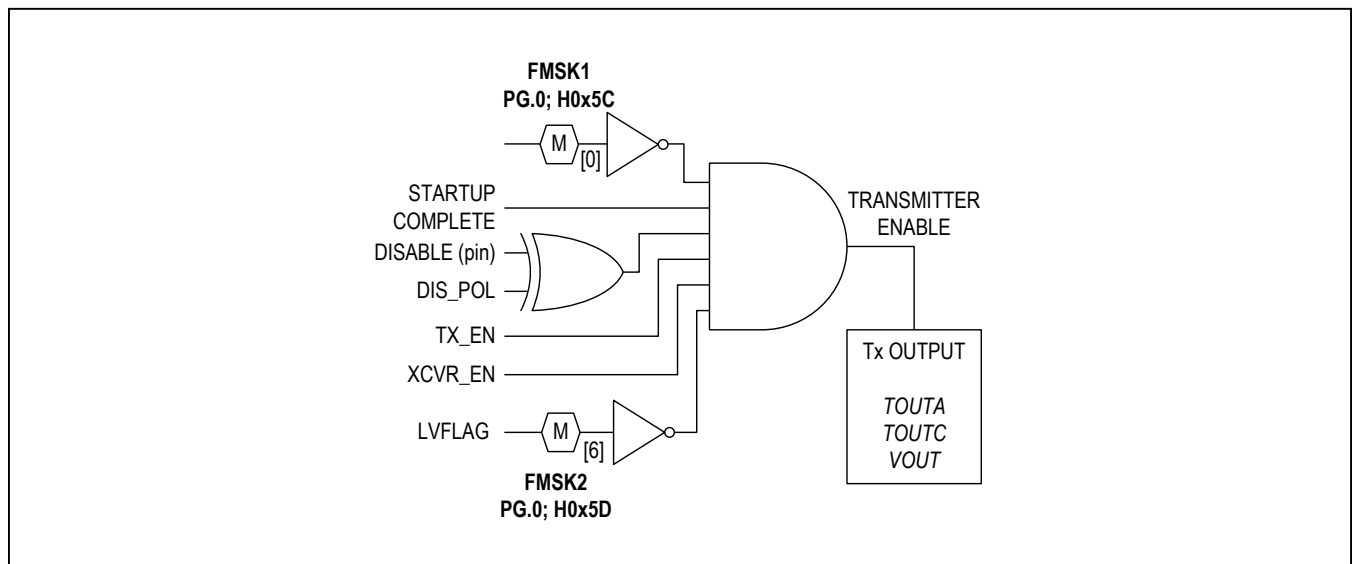 FMSK1
PG.0; H0x5C
M
[0]
STARTUP
COMPLETE
DISABLE (pin)
DIS_POL
TX_EN
XCVR_EN
LVFLAG
M
[6]
FMSK2
PG.0; H0x5D
TRANSMITTER
ENABLE
Tx OUTPUT
TOUTA
TOUTC
VOUT